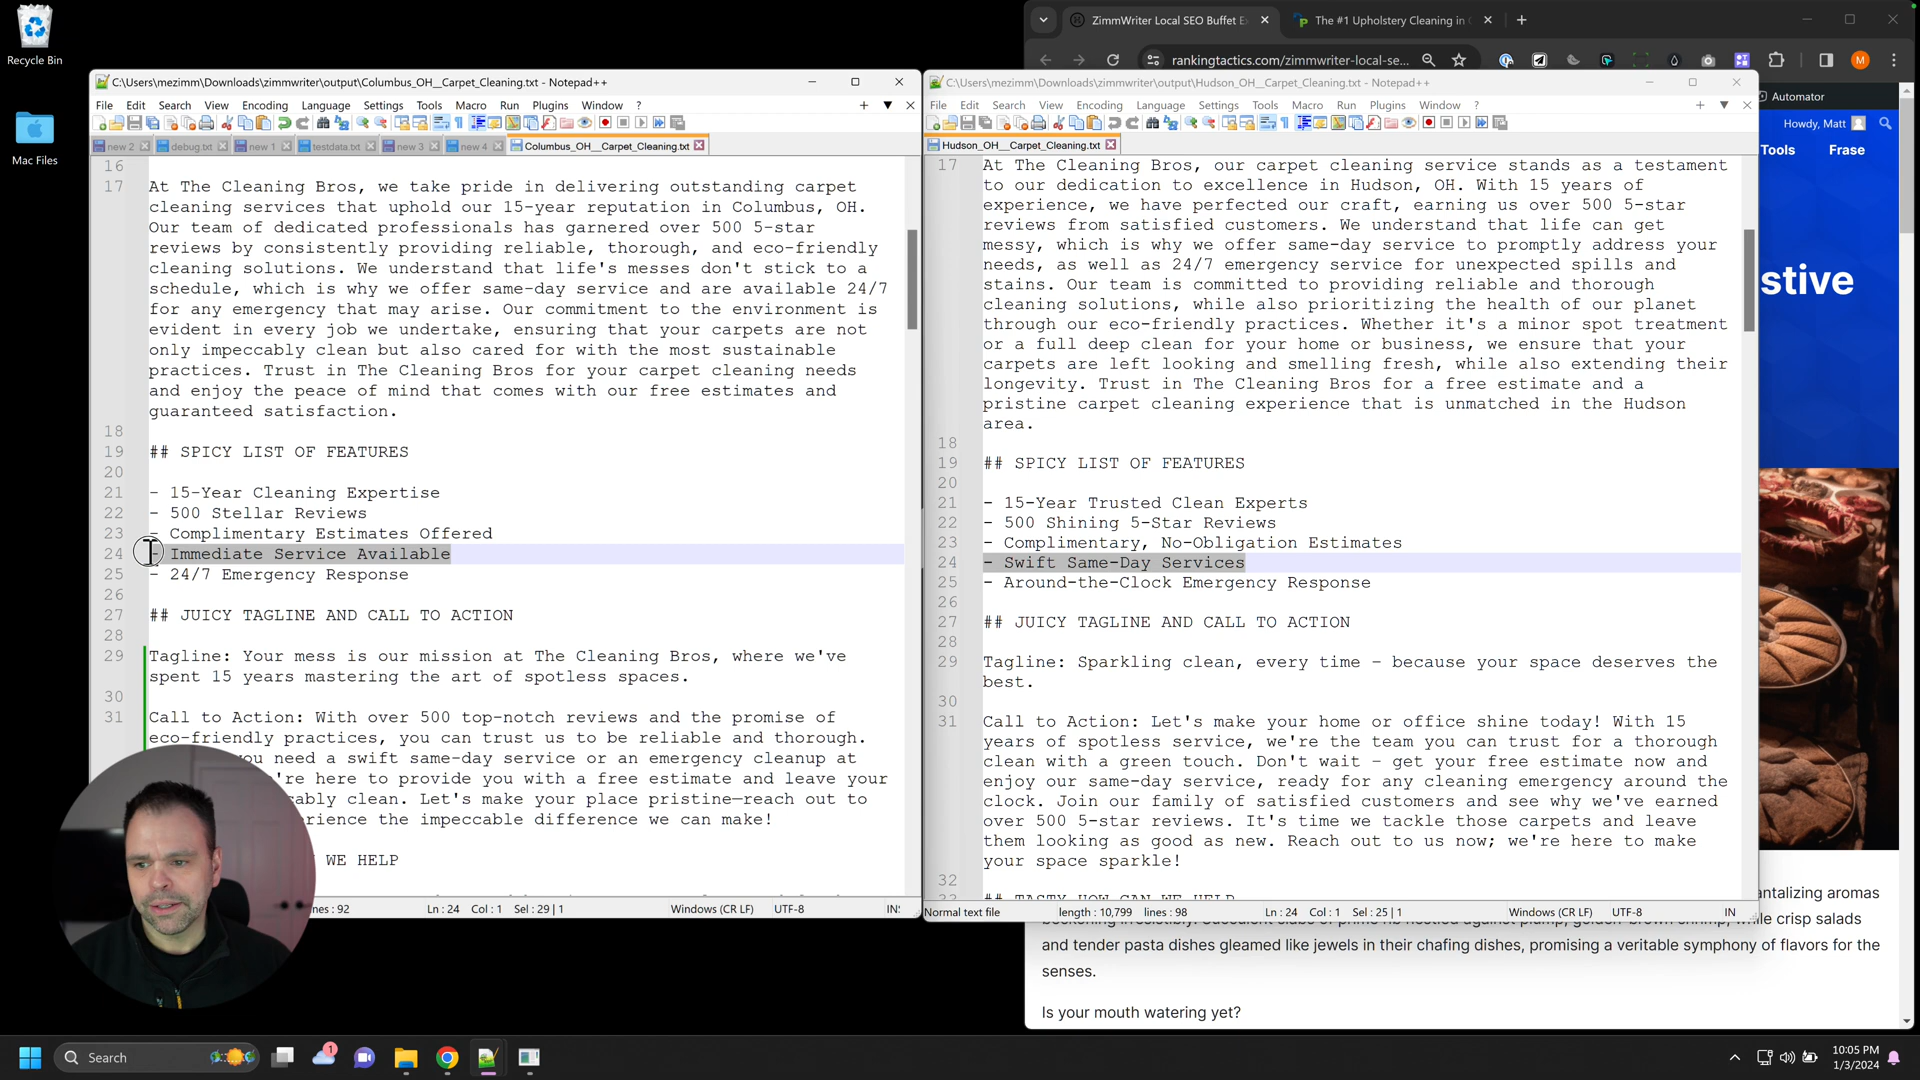 Recycle Bin
Mac Files
C:\Users\mezimm\Downloads\zimmwriter\output\Columbus_OH__Carpet_Cleaning.txt - Notepad++
File Edit Search View Encoding Language Settings Tools Macro Run Plugins Window ?
new 2 debug.txt new 1 testdata.txt new 3 new 4 Columbus_OH__Carpet_Cleaning.txt
16
17 At The Cleaning Bros, we take pride in delivering outstanding carpet
cleaning services that uphold our 15-year reputation in Columbus, OH.
Our team of dedicated professionals has garnered over 500 5-star
reviews by consistently providing reliable, thorough, and eco-friendly
cleaning solutions. We understand that life's messes don't stick to a
schedule, which is why we offer same-day service and are available 24/7
for any emergency that may arise. Our commitment to the environment is
evident in every job we undertake, ensuring that your carpets are not
only impeccably clean but also cared for with the most sustainable
practices. Trust in The Cleaning Bros for your carpet cleaning needs
and enjoy the peace of mind that comes with our free estimates and
guaranteed satisfaction.
18
19 ## SPICY LIST OF FEATURES
20
21 - 15-Year Cleaning Expertise
22 - 500 Stellar Reviews
23 - Complimentary Estimates Offered
24 - Immediate Service Available
25 - 24/7 Emergency Response
26
27 ## JUICY TAGLINE AND CALL TO ACTION
28
29 Tagline: Your mess is our mission at The Cleaning Bros, where we've
spent 15 years mastering the art of spotless spaces.
30
31 Call to Action: With over 500 top-notch reviews and the promise of
eco-friendly practices, you can trust us to be reliable and thorough.
you need a swift same-day service or an emergency cleanup at
're here to provide you with a free estimate and leave your
ably clean. Let's make your place pristine—reach out to
rience the impeccable difference we can make!
WE HELP
nes : 92 Ln : 24 Col : 1 Sel : 29 | 1 Windows (CR LF) UTF-8 INS
C:\Users\mezimm\Downloads\zimmwriter\output\Hudson_OH__Carpet_Cleaning.txt - Notepad++
File Edit Search View Encoding Language Settings Tools Macro Run Plugins Window ?
Hudson_OH__Carpet_Cleaning.txt
17 At The Cleaning Bros, our carpet cleaning service stands as a testament
to our dedication to excellence in Hudson, OH. With 15 years of
experience, we have perfected our craft, earning us over 500 5-star
reviews from satisfied customers. We understand that life can get
messy, which is why we offer same-day service to promptly address your
needs, as well as 24/7 emergency service for unexpected spills and
stains. Our team is committed to providing reliable and thorough
cleaning solutions, while also prioritizing the health of our planet
through our eco-friendly practices. Whether it's a minor spot treatment
or a full deep clean for your home or business, we ensure that your
carpets are left looking and smelling fresh, while also extending their
longevity. Trust in The Cleaning Bros for a free estimate and a
pristine carpet cleaning experience that is unmatched in the Hudson
area.
18
19 ## SPICY LIST OF FEATURES
20
21 - 15-Year Trusted Clean Experts
22 - 500 Shining 5-Star Reviews
23 - Complimentary, No-Obligation Estimates
24 - Swift Same-Day Services
25 - Around-the-Clock Emergency Response
26
27 ## JUICY TAGLINE AND CALL TO ACTION
28
29 Tagline: Sparkling clean, every time – because your space deserves the
best.
30
31 Call to Action: Let's make your home or office shine today! With 15
years of spotless service, we're the team you can trust for a thorough
clean with a green touch. Don't wait – get your free estimate now and
enjoy our same-day service, ready for any cleaning emergency around the
clock. Join our family of satisfied customers and see why we've earned
over 500 5-star reviews. It's time we tackle those carpets and leave
them looking as good as new. Reach out to us now; we're here to make
your space sparkle!
32
## TASTY HOW CAN WE HELP
Normal text file length : 10,799 lines : 98 Ln : 24 Col : 1 Sel : 25 | 1 Windows (CR LF) UTF-8 IN
ZimmWriter Local SEO Buffet E
The #1 Upholstery Cleaning in
rankingtactics.com/zimmwriter-local-se...
M
Automator
Howdy, Matt
Tools Frase
stive
antalizing aromas
while crisp salads
and tender pasta dishes gleamed like jewels in their chafing dishes, promising a veritable symphony of flavors for the
senses.
Is your mouth watering yet?
Search
1
10:05 PM
1/3/2024